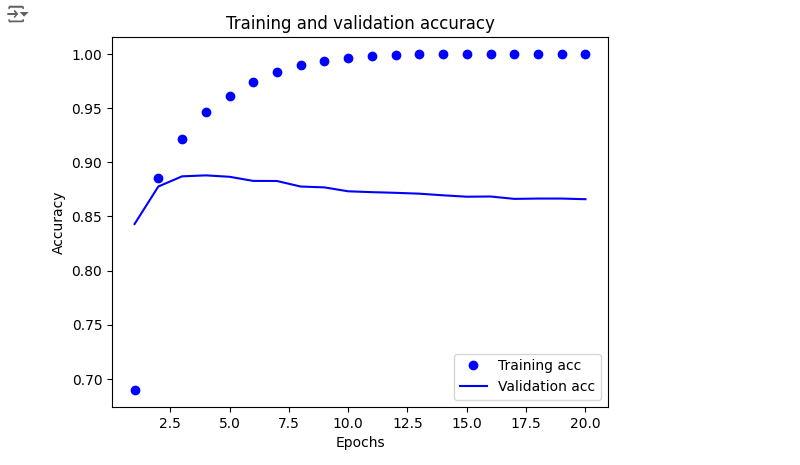 Training and validation accuracy
1.00
0.95
0.90
0.85
0.80
0.75
0.70
Accuracy
Training acc
Validation acc
2.5 5.0 7.5 10.0 12.5 15.0 17.5 20.0
Epochs